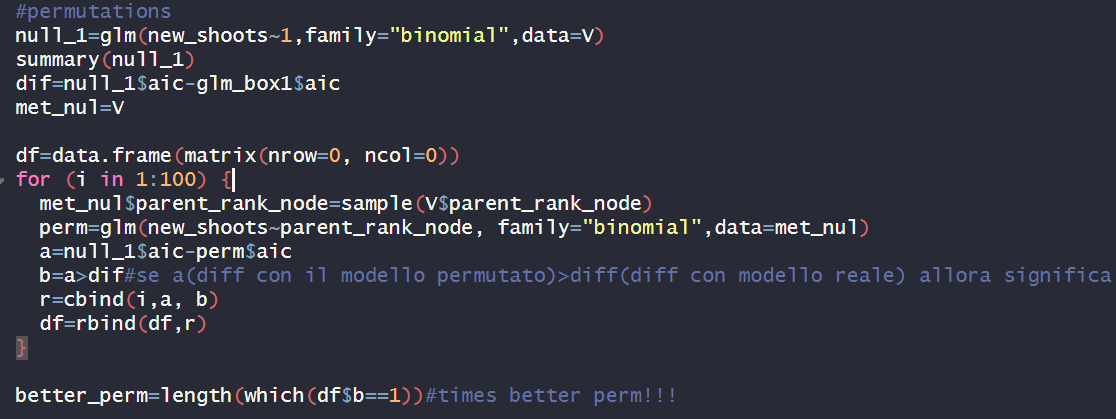 #permutations
null_1=glm(new_shoots~1,family="binomial",data=V)
summary(null_1)
dif=null_1$aic-glm_box1$aic
met_nul=V
df=data.frame(matrix(nrow=0, ncol=0))
for (i in 1:100) {
met_nul$parent_rank_node=sample(V$parent_rank_node)
perm=glm(new_shoots~parent_rank_node, family="binomial",data=met_nul)
a=null_1$aic-perm$aic
b=a>dif#se a(diff con il modello permutato)>diff(diff con modello reale) allora significa
r=cbind(i,a, b)
df=rbind(df,r)
}
better_perm=length(which(df$b==1))#times better perm!!!